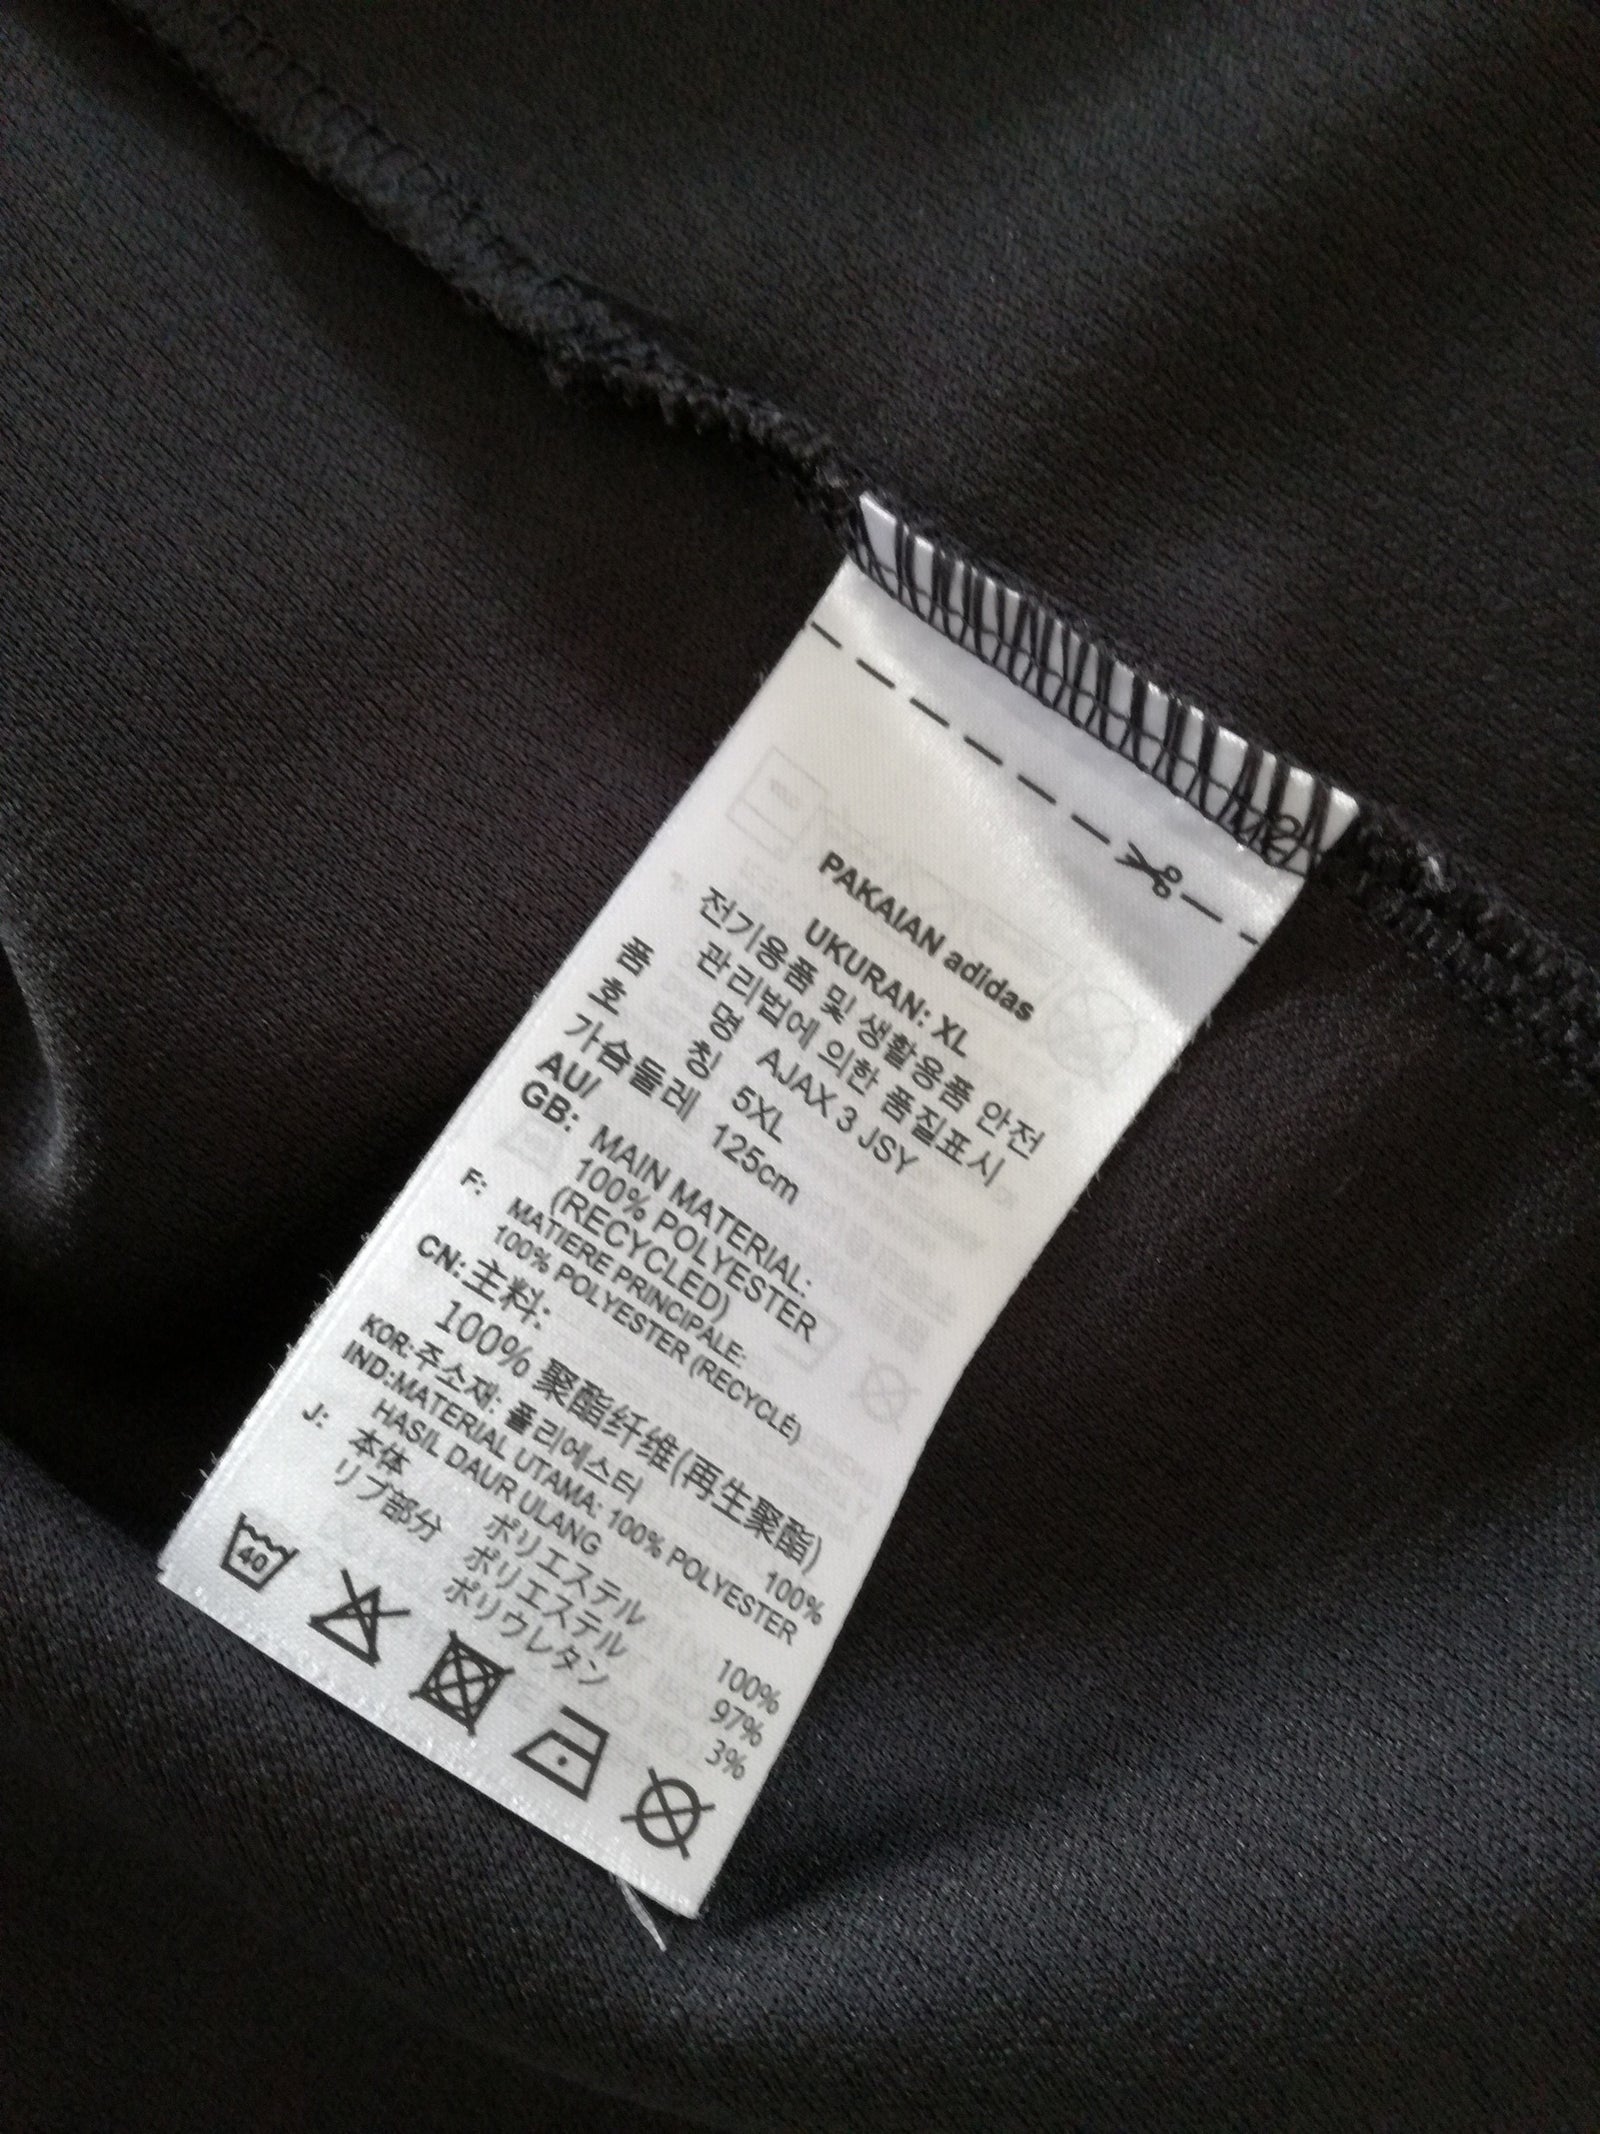 PAKAIAN adidas
UKURAN: XL
전기용품 및 생활용품 안전
관리법에 의한 품질표시
품 명 AJAX 3 JSY
호 칭 5XL
가슴둘레 125cm
AU/
GB: MAIN MATERIAL:
100% POLYESTER
(RECYCLED)
F: MATIERE PRINCIPALE:
100% POLYESTER (RECYCLÉ)
CN:主料:
100% 聚酯纤维(再生聚酯)
KOR:주소재: 폴리에스터 100%
IND:MATERIAL UTAMA: 100% POLYESTER
HASIL DAUR ULANG
J: 本体 ポリエステル 100%
リブ部分 ポリエステル 97%
ポリウレタン 3%
40